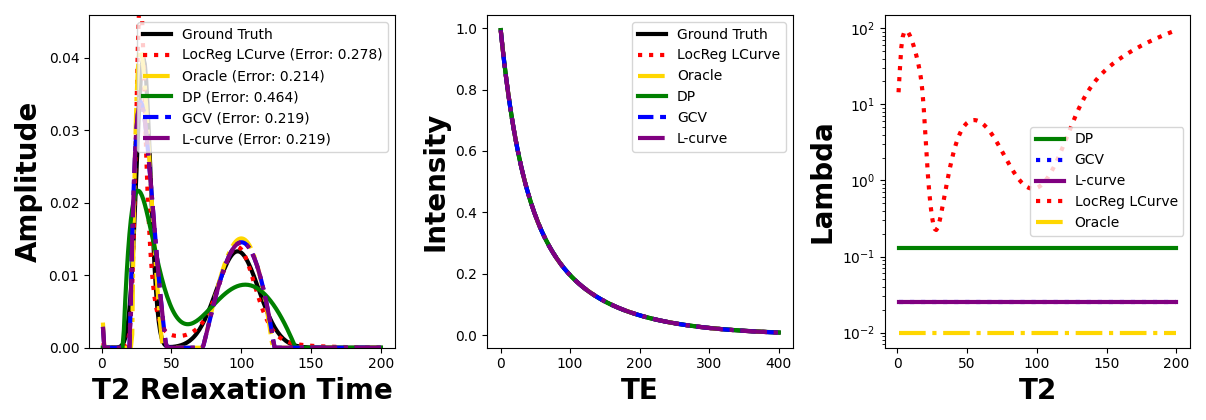 Amplitude
0.04
0.03
0.02
0.01
0.00
0
50
100
150
200
T2 Relaxation Time
Ground Truth
LocReg LCurve (Error: 0.278)
Oracle (Error: 0.214)
DP (Error: 0.464)
GCV (Error: 0.219)
L-curve (Error: 0.219)
Intensity
1.0
0.8
0.6
0.4
0.2
0.0
0
100
200
300
400
TE
Ground Truth
LocReg LCurve
Oracle
DP
GCV
L-curve
Lambda
10²
10¹
10⁰
10⁻¹
10⁻²
0
50
100
150
200
T2
DP
GCV
L-curve
LocReg LCurve
Oracle